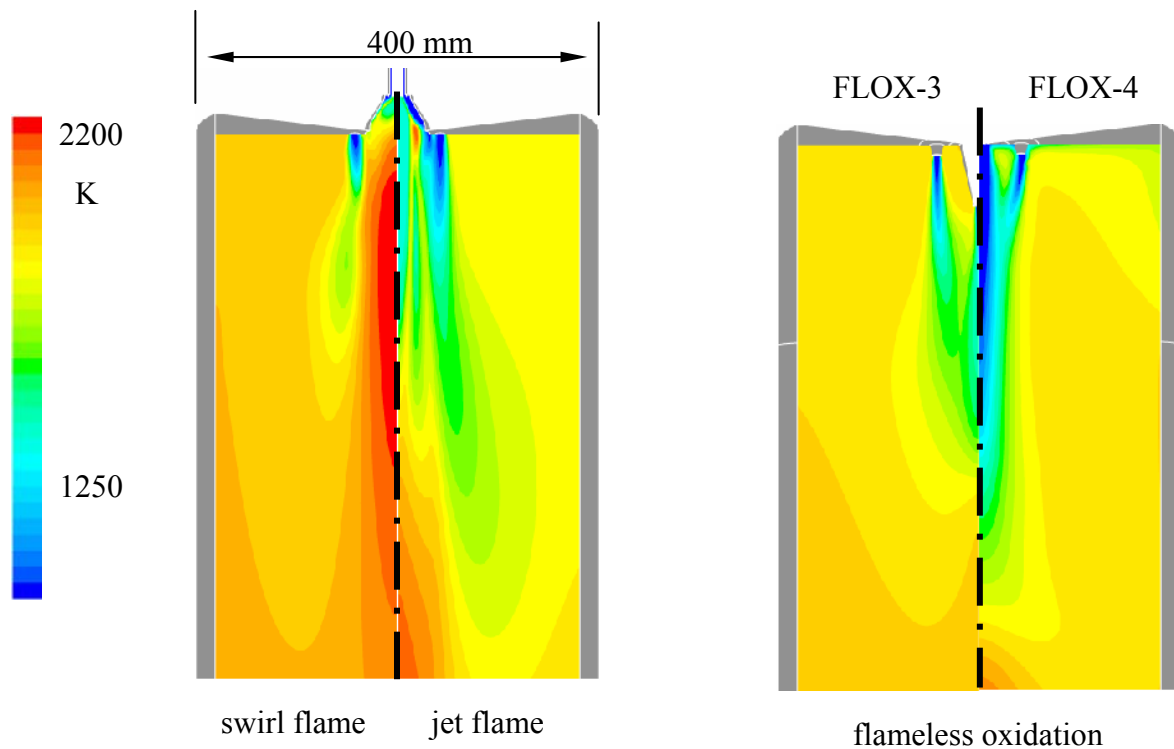 400 mm
FLOX-3
FLOX-4
2200
K
1250
swirl flame
jet flame
flameless oxidation